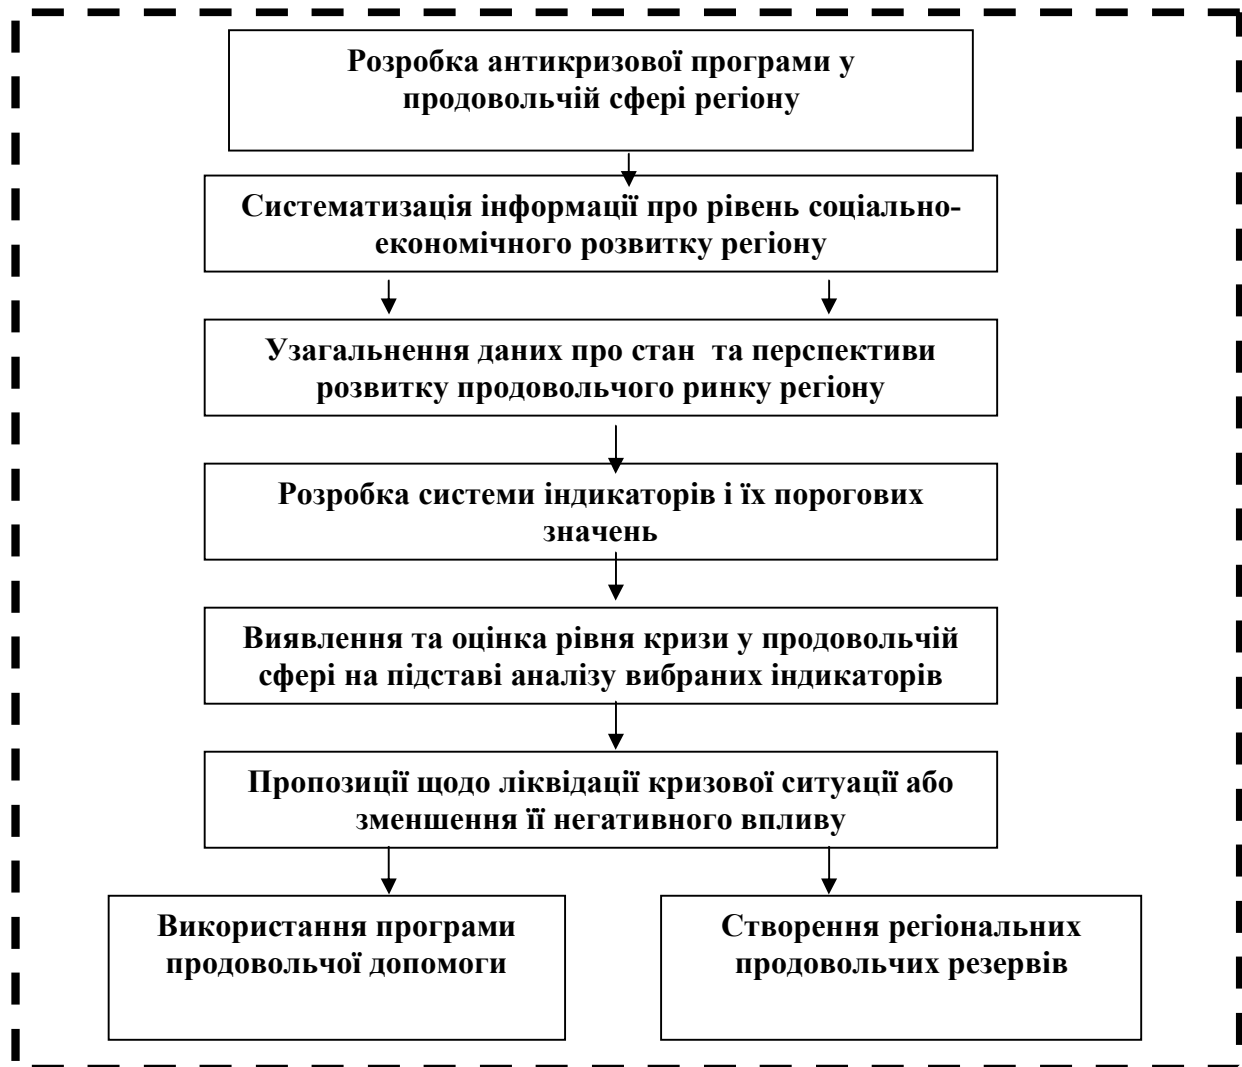 Розробка антикризової програми у
продовольчій сфері регіону
Систематизація інформації про рівень соціально-
економічного розвитку регіону
Узагальнення даних про стан та перспективи
розвитку продовольчого ринку регіону
Розробка системи індикаторів і їх порогових
значень
Виявлення та оцінка рівня кризи у продовольчій
сфері на підставі аналізу вибраних індикаторів
Пропозиції щодо ліквідації кризової ситуації або
зменшення її негативного впливу
Використання програми
продовольчої допомоги
Створення регіональних
продовольчих резервів